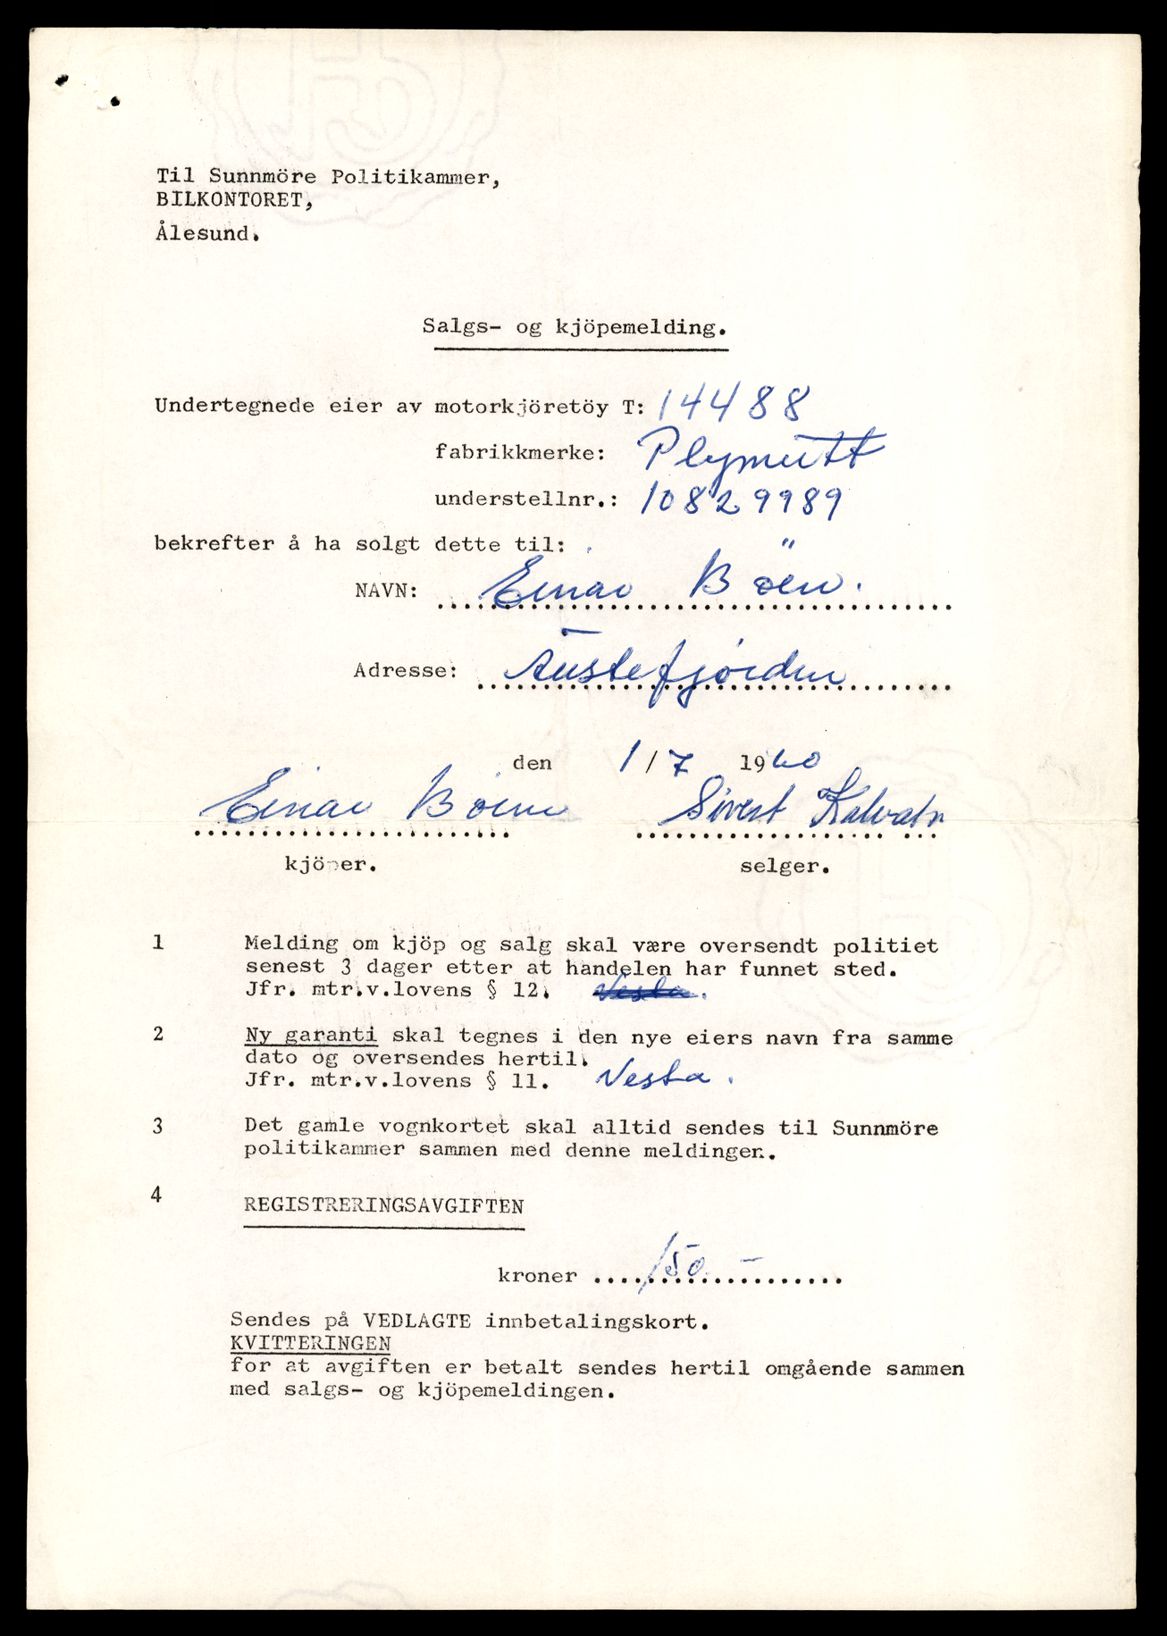 Til Sunnmöre Politikammer,
BILKONTORET,
Ålesund.
Salgs- og kjöpemelding.
Undertegnede eier av motorkjöretöy T: 14488
fabrikkmerke: Plymutt
understellnr.: 10829989
bekrefter å ha solgt dette til:
NAVN: Einar Böen.
Adresse: Austefjorden
den 1/7 1960
Einar Böen Sivert Kalvatn
kjöper. selger.
1 Melding om kjöp og salg skal være oversendt politiet
senest 3 dager etter at handelen har funnet sted.
Jfr. mtr.v.lovens § 12. Vesta.
2 Ny garanti skal tegnes i den nye eiers navn fra samme
dato og oversendes hertil.
Jfr. mtr.v.lovens § 11. Vesta.
3 Det gamle vognkortet skal alltid sendes til Sunnmöre
politikammer sammen med denne meldingen.
4 REGISTRERINGSAVGIFTEN
kroner 150 -
Sendes på VEDLAGTE innbetalingskort.
KVITTERINGEN
for at avgiften er betalt sendes hertil omgående sammen
med salgs- og kjöpemeldingen.